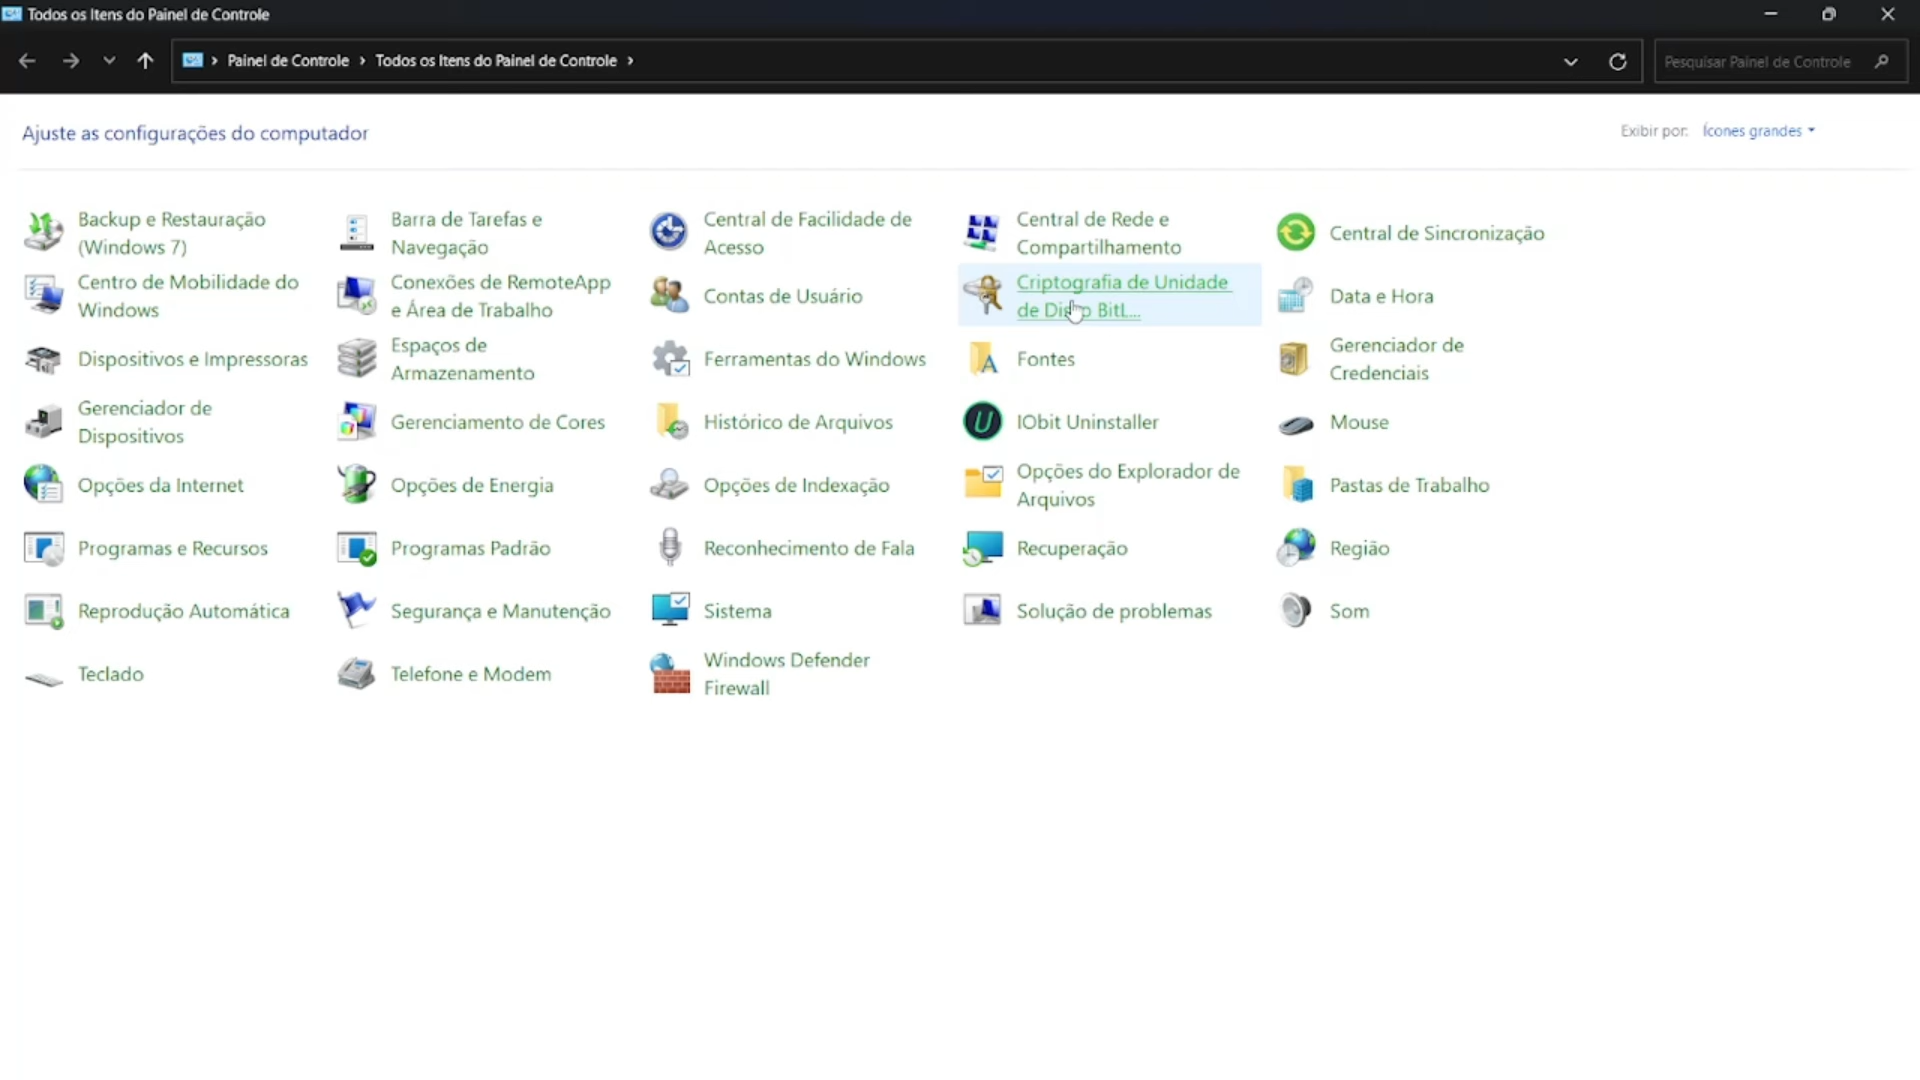 Todos os Itens do Painel de Controle
Painel de Controle > Todos os Itens do Painel de Controle >
Pesquisar Painel de Controle
Ajuste as configurações do computador
Exibir por: Ícones grandes
Backup e Restauração
(Windows 7)
Barra de Tarefas e
Navegação
Central de Facilidade de
Acesso
Central de Rede e
Compartilhamento
Central de Sincronização
Centro de Mobilidade do
Windows
Conexões de RemoteApp
e Área de Trabalho
Contas de Usuário
Criptografia de Unidade
de Disco BitL...
Data e Hora
Dispositivos e Impressoras
Espaços de
Armazenamento
Ferramentas do Windows
Fontes
Gerenciador de
Credenciais
Gerenciador de
Dispositivos
Gerenciamento de Cores
Histórico de Arquivos
IObit Uninstaller
Mouse
Opções da Internet
Opções de Energia
Opções de Indexação
Opções do Explorador de
Arquivos
Pastas de Trabalho
Programas e Recursos
Programas Padrão
Reconhecimento de Fala
Recuperação
Região
Reprodução Automática
Segurança e Manutenção
Sistema
Solução de problemas
Som
Teclado
Telefone e Modem
Windows Defender
Firewall